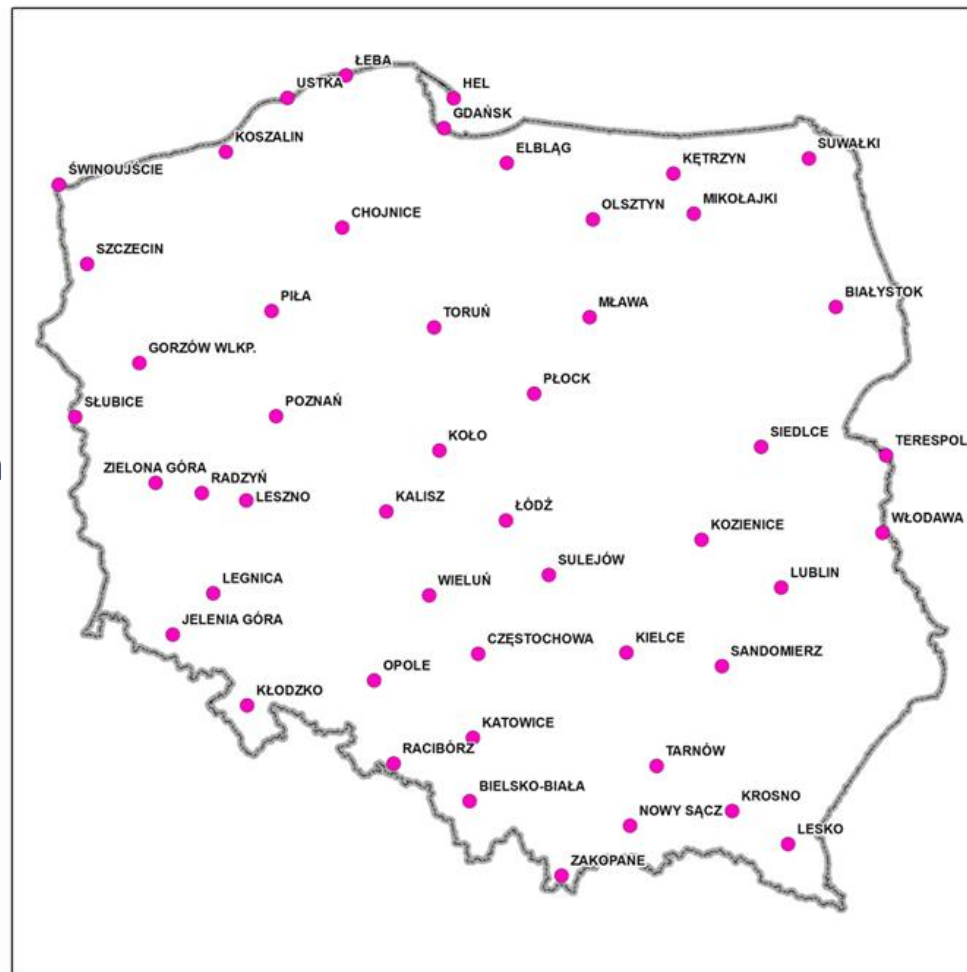 ŁEBA
USTKA
HEL
GDAŃSK
KOSZALIN
ELBLĄG
SUWAŁKI
KĘTRZYN
ŚWINOUJŚCIE
MIKOŁAJKI
OLSZTYN
CHOJNICE
SZCZECIN
BIAŁYSTOK
PIŁA
MŁAWA
TORUŃ
GORZÓW WLKP.
PŁOCK
SŁUBICE
POZNAŃ
SIEDLCE
KOŁO
TERESPOL
ZIELONA GÓRA
RADZYŃ
LESZNO
KALISZ
ŁÓDŹ
KOZIENICE
WŁODAWA
SULEJÓW
LUBLIN
LEGNICA
WIELUŃ
JELENIA GÓRA
CZĘSTOCHOWA
KIELCE
SANDOMIERZ
OPOLE
KŁODZKO
KATOWICE
RACIBÓRZ
TARNÓW
BIELSKO-BIAŁA
NOWY SĄCZ
KROSNO
LESKO
ZAKOPANE